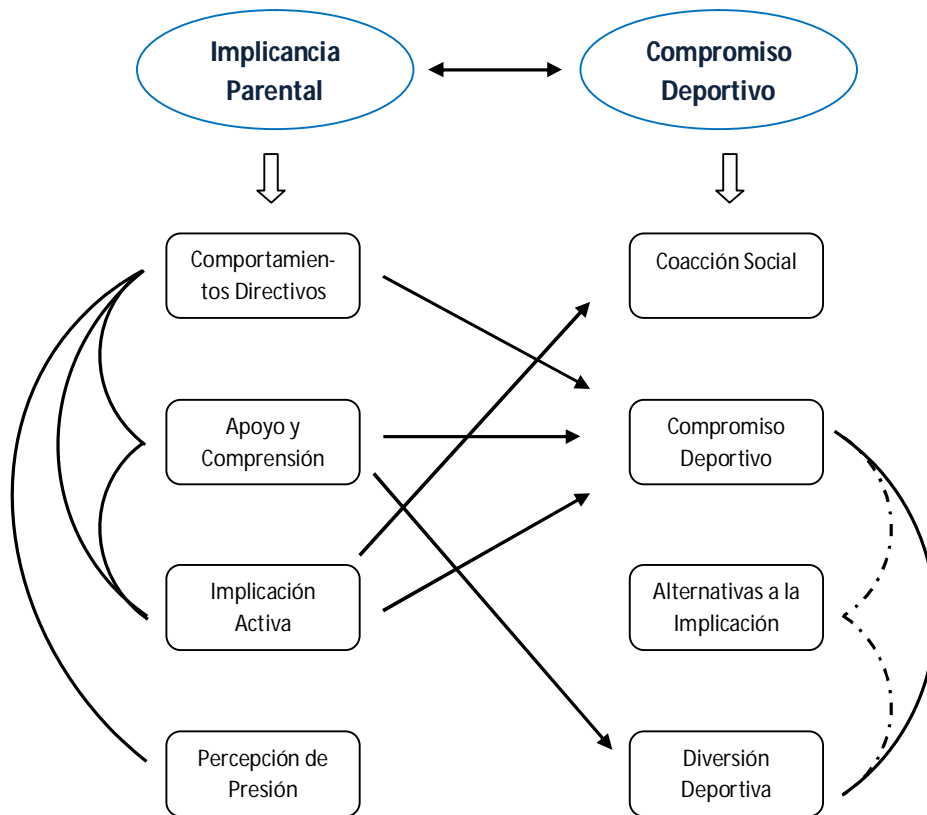 Implicancia
Parental
Compromiso
Deportivo
Comportamien-
tos Directivos
Coacción Social
Apoyo y
Comprensión
Compromiso
Deportivo
Implicación
Activa
Alternativas a la
Implicación
Percepción de
Presión
Diversión
Deportiva